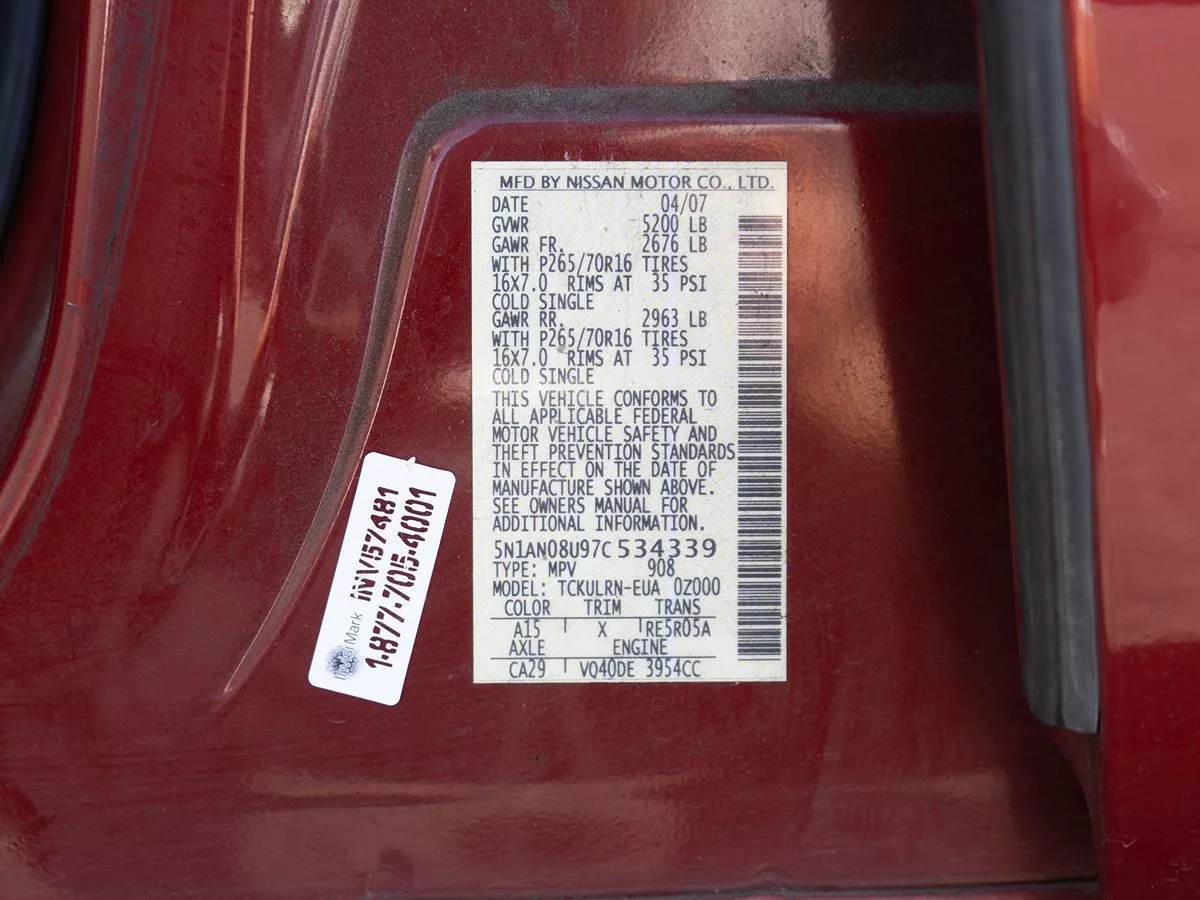 MFD BY NISSAN MOTOR CO., LTD.
DATE 04/07
GVWR 5200 LB
GAWR FR. 2676 LB
WITH P265/70R16 TIRES
16X7.0 RIMS AT 35 PSI
COLD SINGLE
GAWR RR. 2963 LB
WITH P265/70R16 TIRES
16X7.0 RIMS AT 35 PSI
COLD SINGLE
THIS VEHICLE CONFORMS TO
ALL APPLICABLE FEDERAL
MOTOR VEHICLE SAFETY AND
THEFT PREVENTION STANDARDS
IN EFFECT ON THE DATE OF
MANUFACTURE SHOWN ABOVE.
SEE OWNERS MANUAL FOR
ADDITIONAL INFORMATION.
5N1AN08U97C534339
TYPE: MPV 908
MODEL: TCKULRN-EUA 0Z000
COLOR TRIM TRANS
A15 X RE5R05A
AXLE ENGINE
CA29 VQ40DE 3954CC
InVisiMark
INV157481
1-877-705-4001